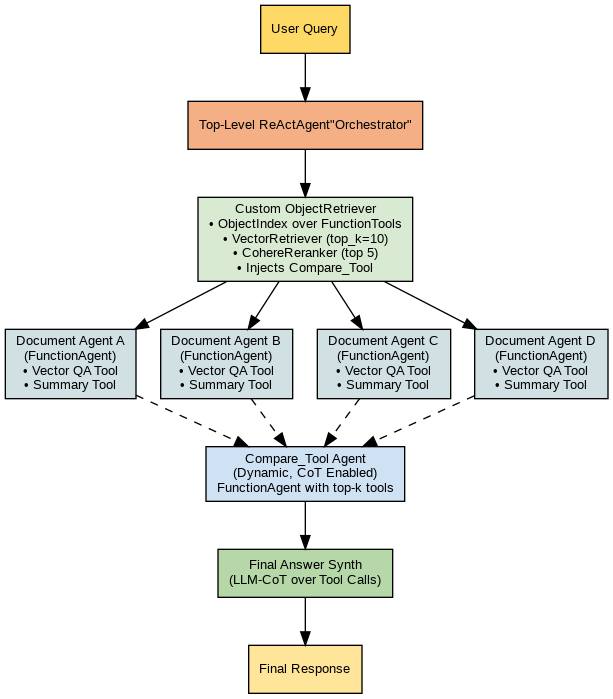 User Query
Top-Level ReActAgent"Orchestrator"
Custom ObjectRetriever
• ObjectIndex over FunctionTools
• VectorRetriever (top_k=10)
• CohereReranker (top 5)
• Injects Compare_Tool
Document Agent A
(FunctionAgent)
• Vector QA Tool
• Summary Tool
Document Agent B
(FunctionAgent)
• Vector QA Tool
• Summary Tool
Document Agent C
(FunctionAgent)
• Vector QA Tool
• Summary Tool
Document Agent D
(FunctionAgent)
• Vector QA Tool
• Summary Tool
Compare_Tool Agent
(Dynamic, CoT Enabled)
FunctionAgent with top-k tools
Final Answer Synth
(LLM-CoT over Tool Calls)
Final Response